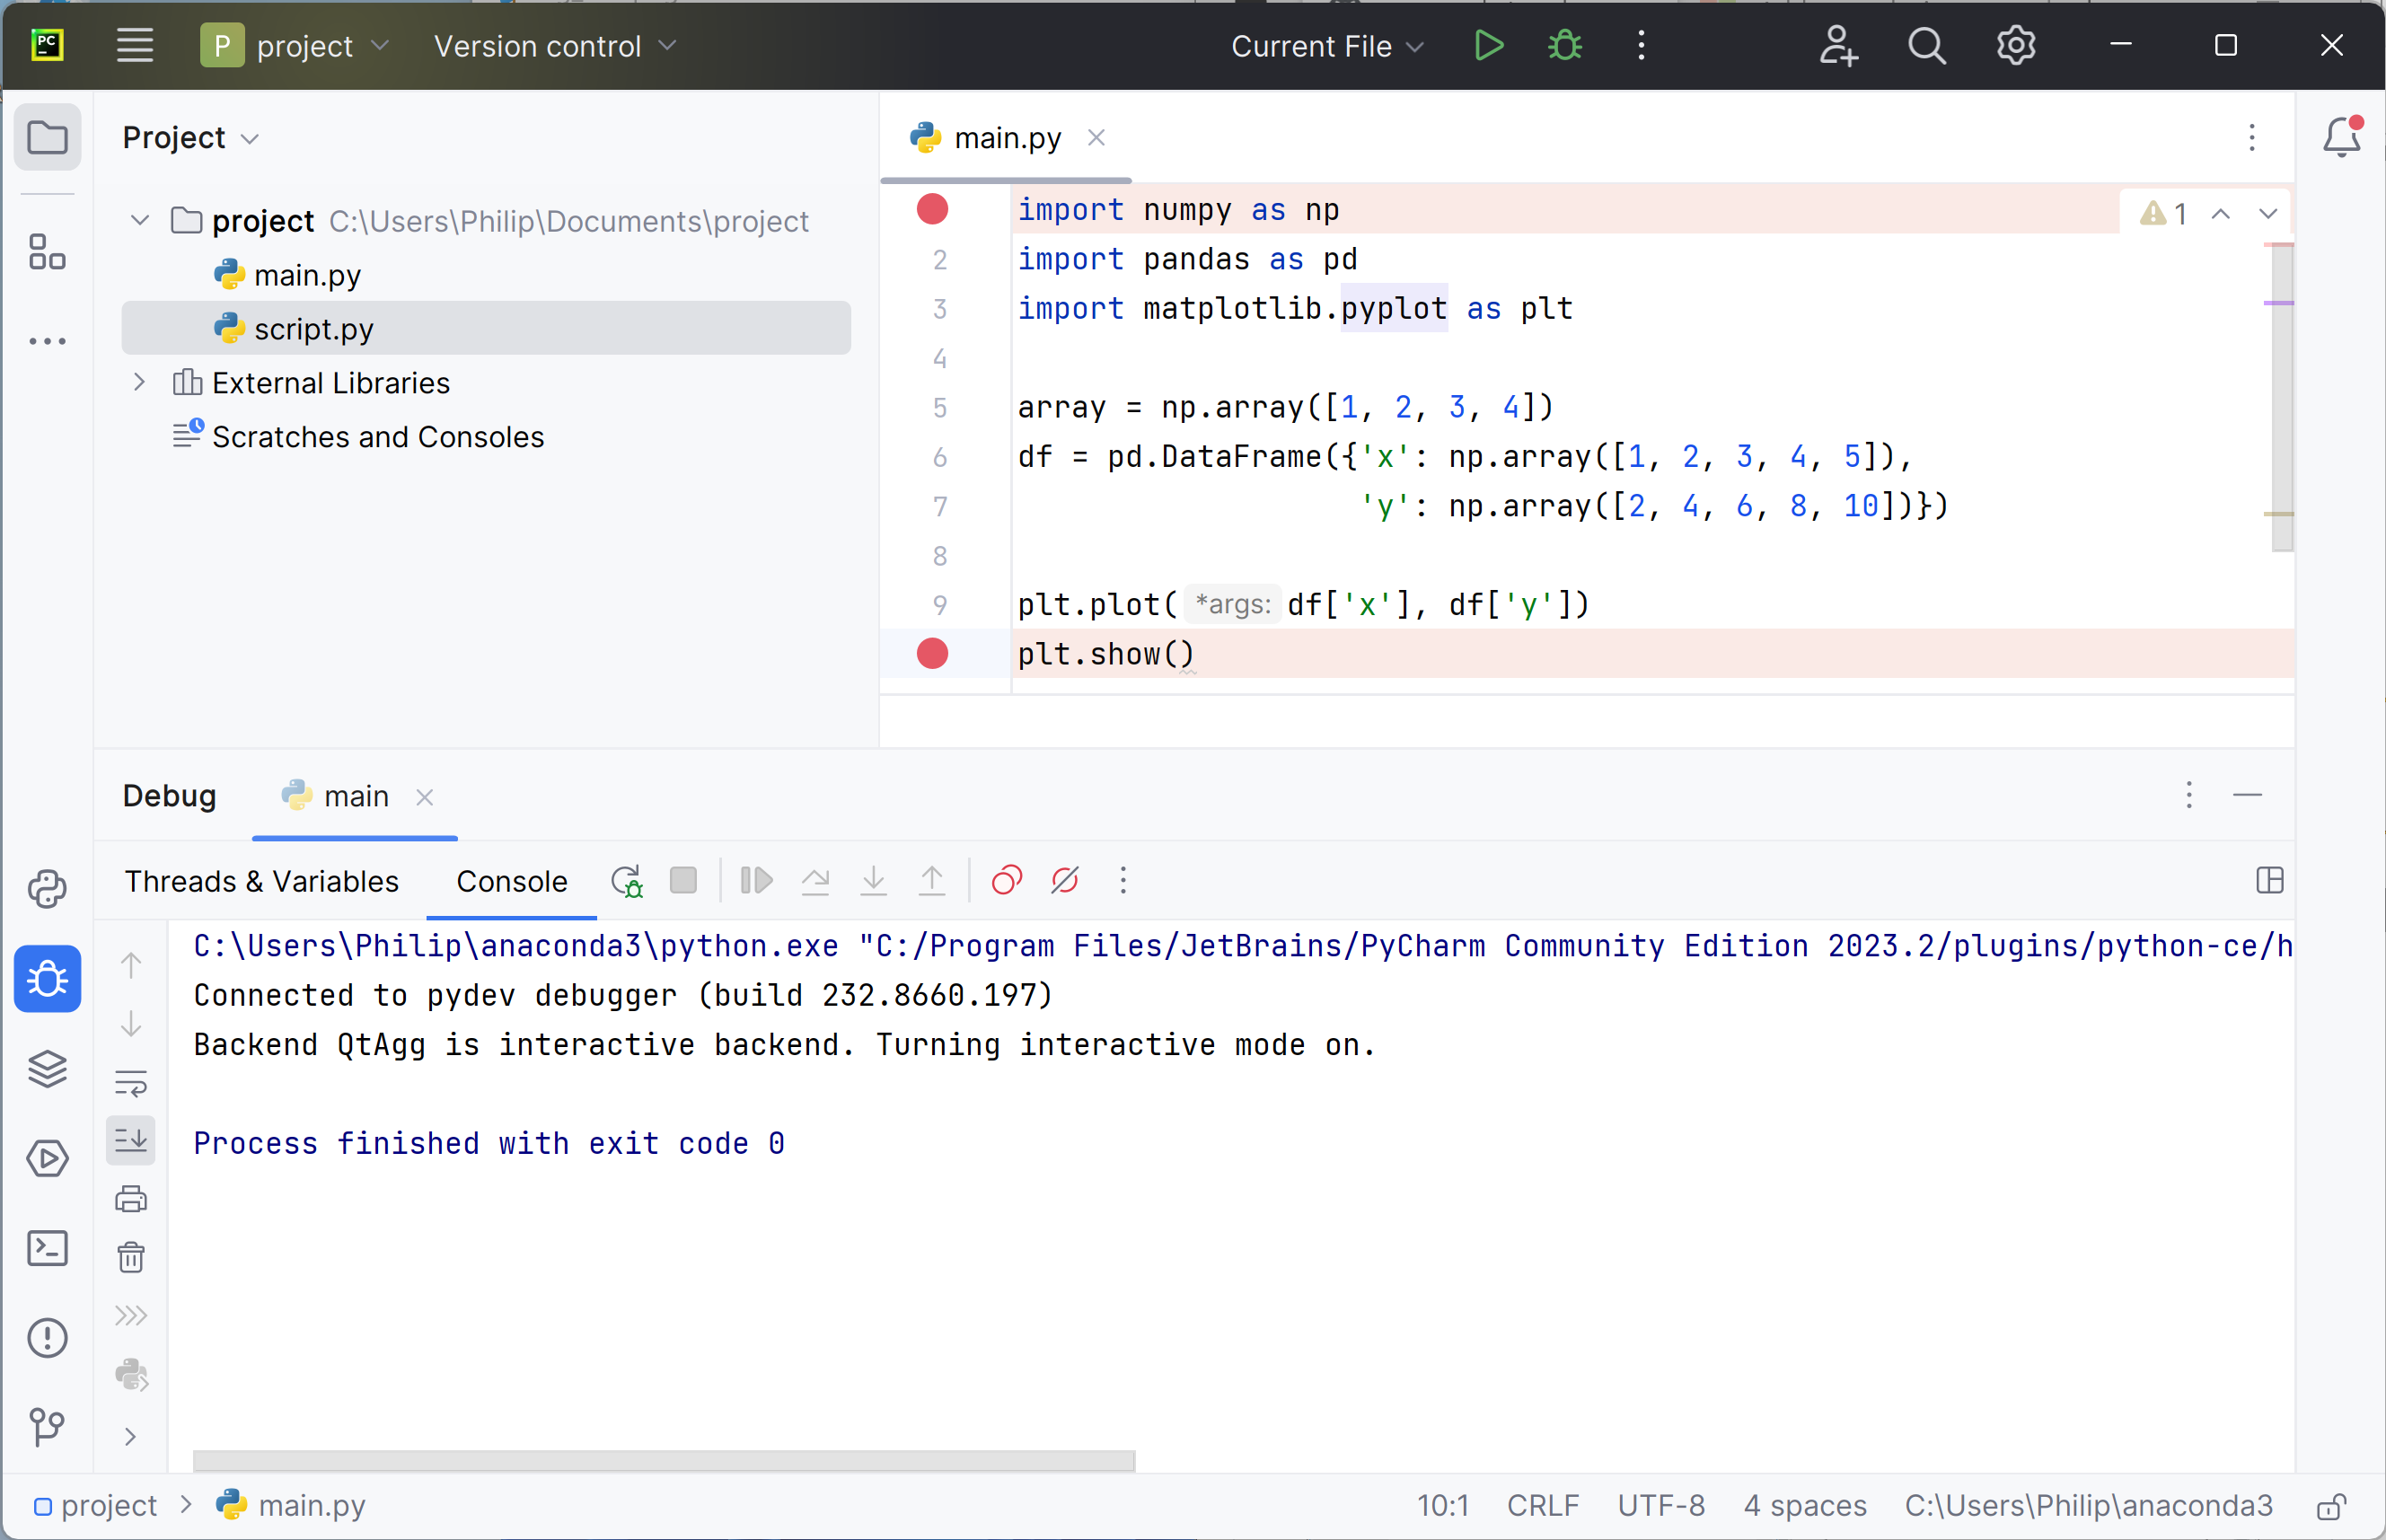 PC
P project Version control Current File
Project
main.py
project C:\Users\Philip\Documents\project
main.py
script.py
External Libraries
Scratches and Consoles
import numpy as np
1
2 import pandas as pd
3 import matplotlib.pyplot as plt
4
5 array = np.array([1, 2, 3, 4])
6 df = pd.DataFrame({'x': np.array([1, 2, 3, 4, 5]),
7 'y': np.array([2, 4, 6, 8, 10])})
8
9 plt.plot( *args: df['x'], df['y'])
plt.show()
Debug main
Threads & Variables Console
C:\Users\Philip\anaconda3\python.exe "C:/Program Files/JetBrains/PyCharm Community Edition 2023.2/plugins/python-ce/h
Connected to pydev debugger (build 232.8660.197)
Backend QtAgg is interactive backend. Turning interactive mode on.
Process finished with exit code 0
project > main.py 10:1 CRLF UTF-8 4 spaces C:\Users\Philip\anaconda3